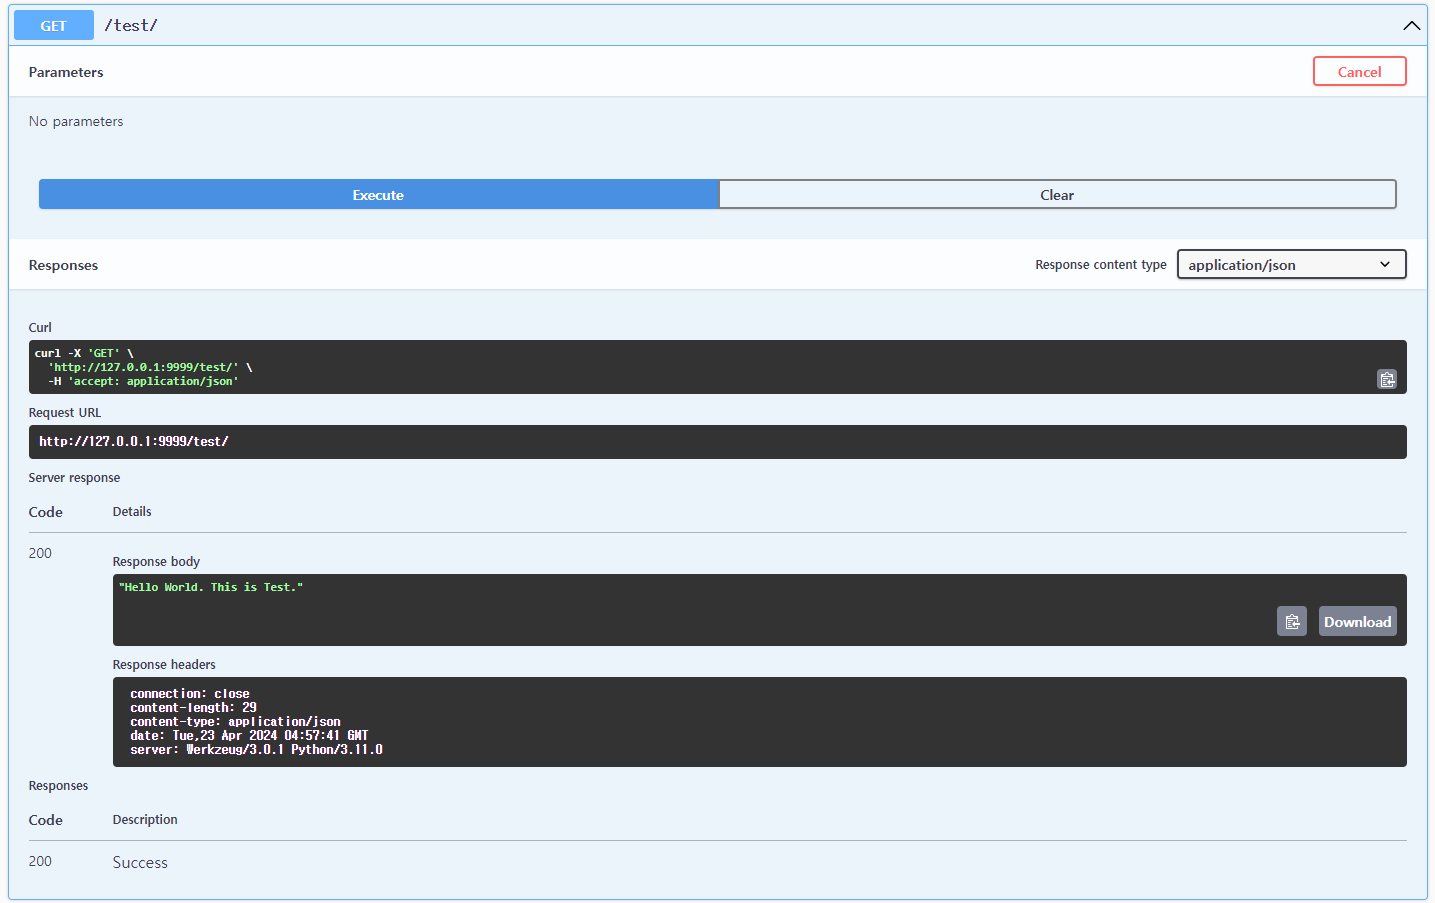 GET /test/
Parameters Cancel
No parameters
Execute Clear
Responses Response content type application/json
Curl
curl -X 'GET' \
'http://127.0.0.1:9999/test/' \
-H 'accept: application/json'
Request URL
http://127.0.0.1:9999/test/
Server response
Code Details
200
Response body
"Hello World. This is Test."
Download
Response headers
connection: close
content-length: 29
content-type: application/json
date: Tue,23 Apr 2024 04:57:41 GMT
server: Werkzeug/3.0.1 Python/3.11.0
Responses
Code Description
200 Success